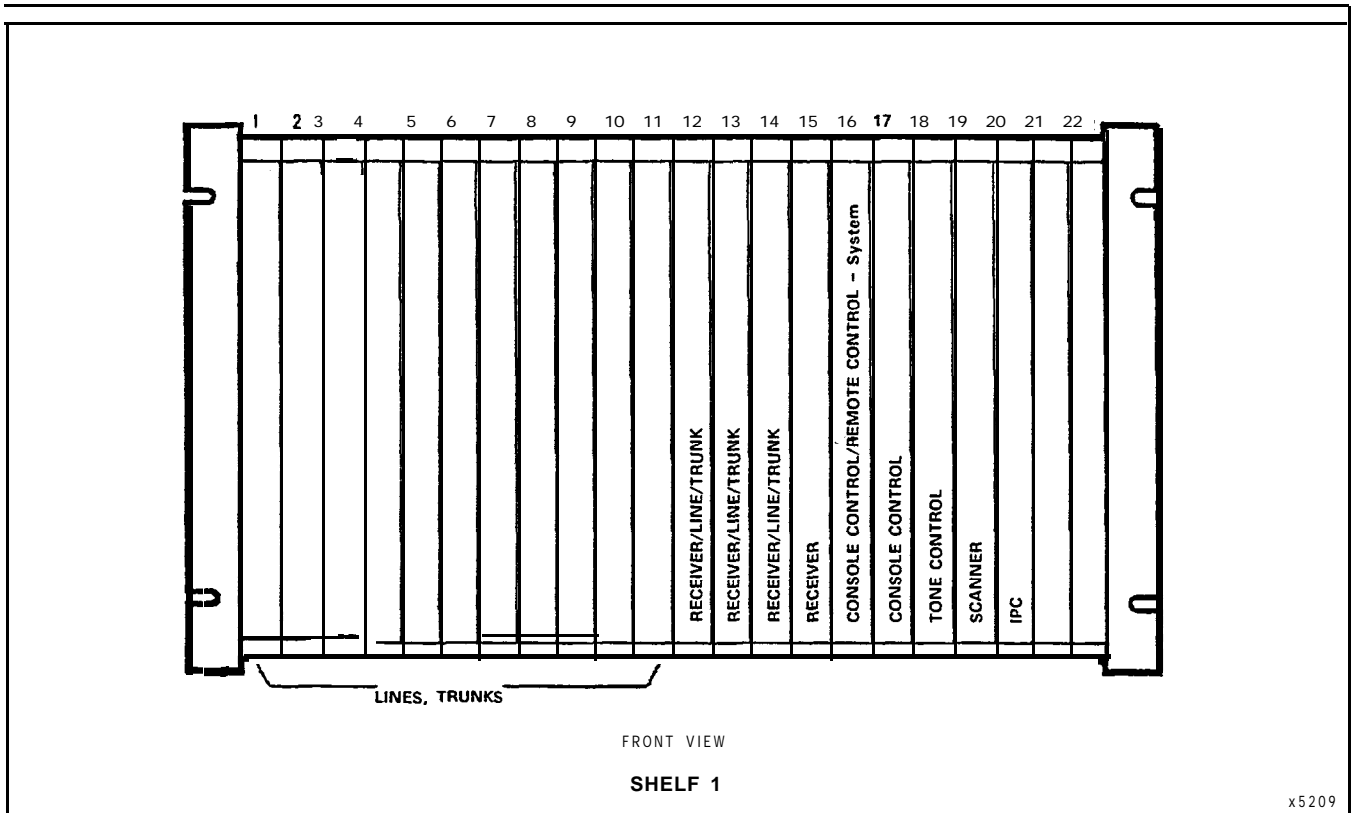 1 2 3 4 5 6 7 8 9 10 11 12 13 14 15 16 17 18 19 20 21 22
RECEIVER/LINE/TRUNK
RECEIVER/LINE/TRUNK
RECEIVER/LINE/TRUNK
RECEIVER
CONSOLE CONTROL/REMOTE CONTROL - System
CONSOLE CONTROL
TONE CONTROL
SCANNER
IPC
LINES, TRUNKS
FRONT VIEW
SHELF 1
x5209